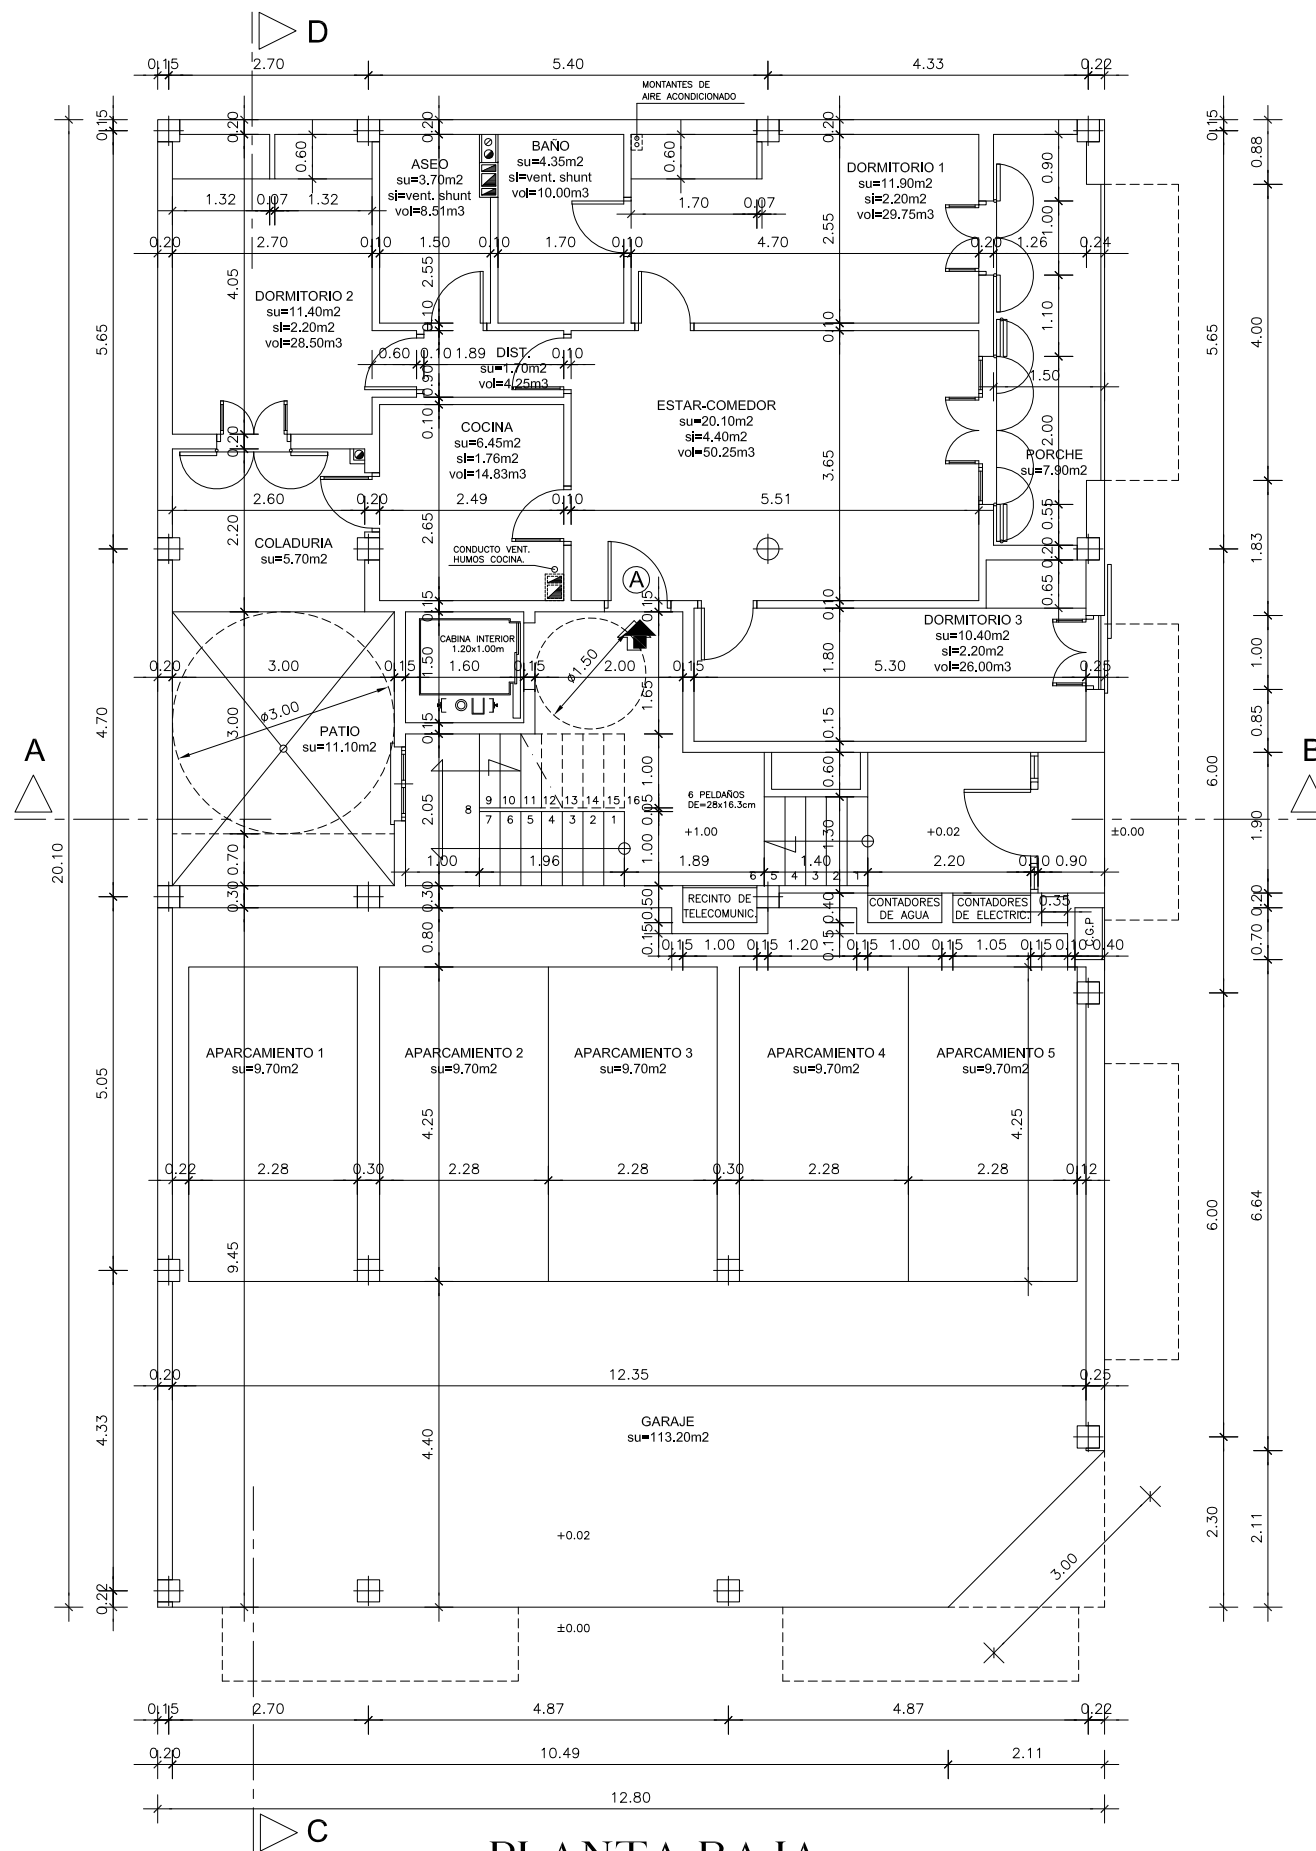 D
0.15 2.70 5.40 4.33 0.22
MONTANTES DE
AIRE ACONDICIONADO
0.15 0.20 0.60 0.20 0.15
0.88
ASEO
su=3.70m2
si=vent. shunt
vol=8.51m3
BAÑO
su=4.35m2
si=vent. shunt
vol=10.00m3
0.60
DORMITORIO 1
su=11.90m2
si=2.20m2
vol=29.75m3
0.90
1.32 0.07 1.32
1.70 0.07
2.55
1.00
0.20 2.70 0.10 1.50 0.10 1.70 0.10 4.70 0.20 1.26 0.24
4.05
2.55
DORMITORIO 2
su=11.40m2
si=2.20m2
vol=28.50m3
5.65
0.10
0.10
1.10
5.65
4.00
0.60 0.10 1.89 0.10
DIST.
su=1.70m2
vol=4.25m3
0.90
1.50
0.10
ESTAR-COMEDOR
su=20.10m2
si=4.40m2
vol=50.25m3
COCINA
su=6.45m2
si=1.76m2
vol=14.83m3
0.20
3.65
2.00
PORCHE
su=7.90m2
2.60 0.20 2.49 0.10 5.51
2.20
2.65
0.55
COLADURIA
su=5.70m2
CONDUCTO VENT.
HUMOS COCINA.
0.20
1.83
A
0.65
0.15 0.15 0.10
DORMITORIO 3
su=10.40m2
si=2.20m2
vol=26.00m3
CABINA INTERIOR
1.20x1.00m
1.50
ø1.50
1.80
1.00
0.20 3.00 0.15 1.60 0.15 2.00 0.15 5.30 0.25
1.65
ø3.00
3.00
4.70
PATIO
su=11.10m2
0.15
0.15
0.85
A
B
6.00
0.60
1.00
2.05
8
9 10 11 12 13 14 15 16
7 6 5 4 3 2 1
0.05
6 PELDAÑOS
DE=28x16.3cm
+1.00
1.30
+0.02
±0.00
1.90
20.10
0.70
1.00
1.00 1.96 1.89 1.40 2.20 0.10 0.90
6 5 4 3 2 1
0.30 0.30 0.50 0.40 0.20
RECINTO DE
TELECOMUNIC.
CONTADORES
DE AGUA
CONTADORES
DE ELECTRIC.
0.35
C.G.P
0.80
0.15
0.15
0.70
0.15 1.00 0.15 1.20 0.15 1.00 0.15 1.05 0.15 0.10 0.40
APARCAMIENTO 1
su=9.70m2
APARCAMIENTO 2
su=9.70m2
APARCAMIENTO 3
su=9.70m2
APARCAMIENTO 4
su=9.70m2
APARCAMIENTO 5
su=9.70m2
5.05
4.25
4.25
0.22 2.28 0.30 2.28 2.28 0.30 2.28 2.28 0.12
6.00
6.64
9.45
0.20 12.35 0.25
4.33
4.40
GARAJE
su=113.20m2
+0.02
2.30
2.11
3.00
0.22
±0.00
0.15 2.70 4.87 4.87 0.22
0.20 10.49 2.11
12.80
C
PLANTA BAJA